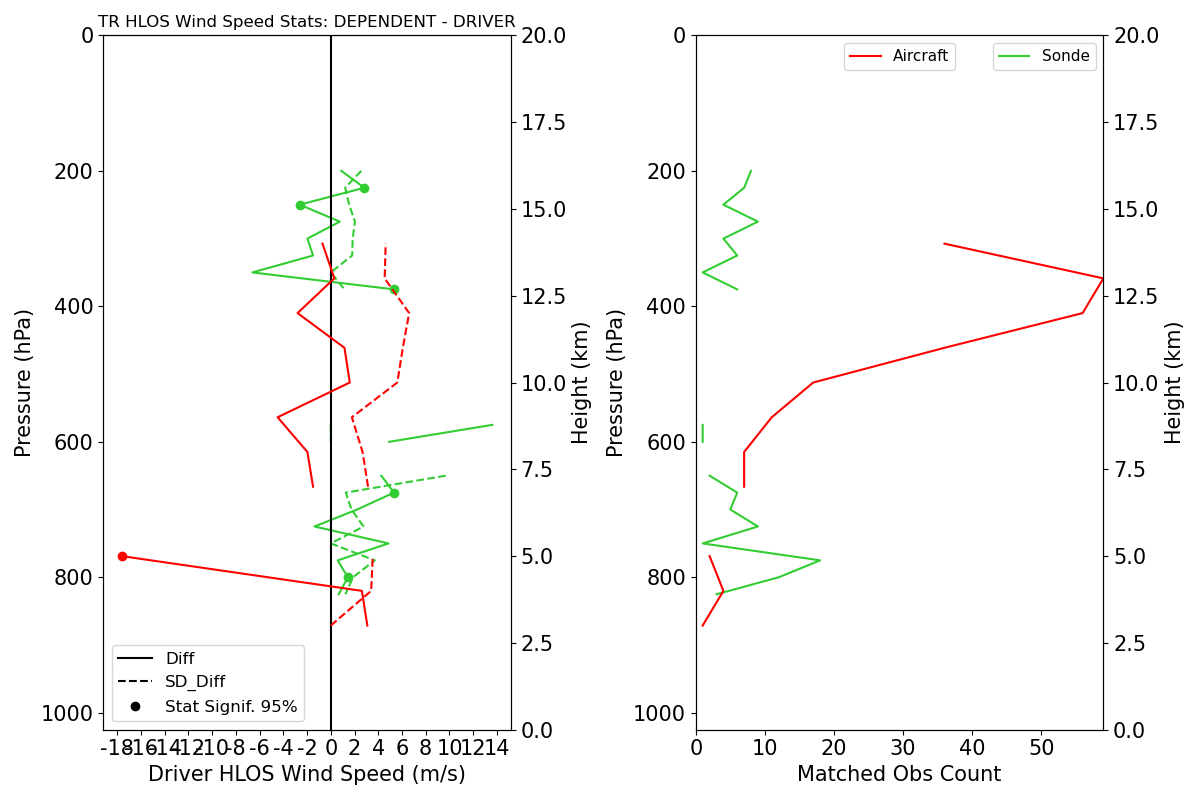 TR HLOS Wind Speed Stats: DEPENDENT - DRIVER
0
200
400
600
800
1000
Pressure (hPa)
20.0
17.5
15.0
12.5
10.0
7.5
5.0
2.5
0.0
Height (km)
Diff
SD_Diff
Stat Signif. 95%
-18 -16 -14 -12 -10 -8 -6 -4 -2 0 2 4 6 8 10 12 14
Driver HLOS Wind Speed (m/s)
Aircraft
Sonde
0
200
400
600
800
1000
Pressure (hPa)
20.0
17.5
15.0
12.5
10.0
7.5
5.0
2.5
0.0
Height (km)
0 10 20 30 40 50
Matched Obs Count